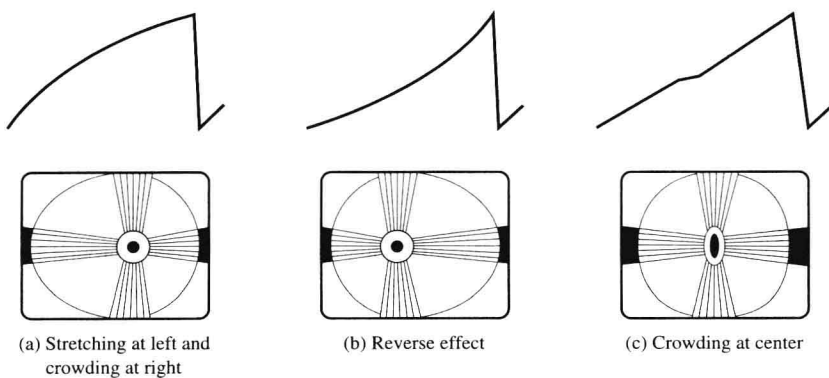 (a) Stretching at left and
crowding at right
(b) Reverse effect
(c) Crowding at center